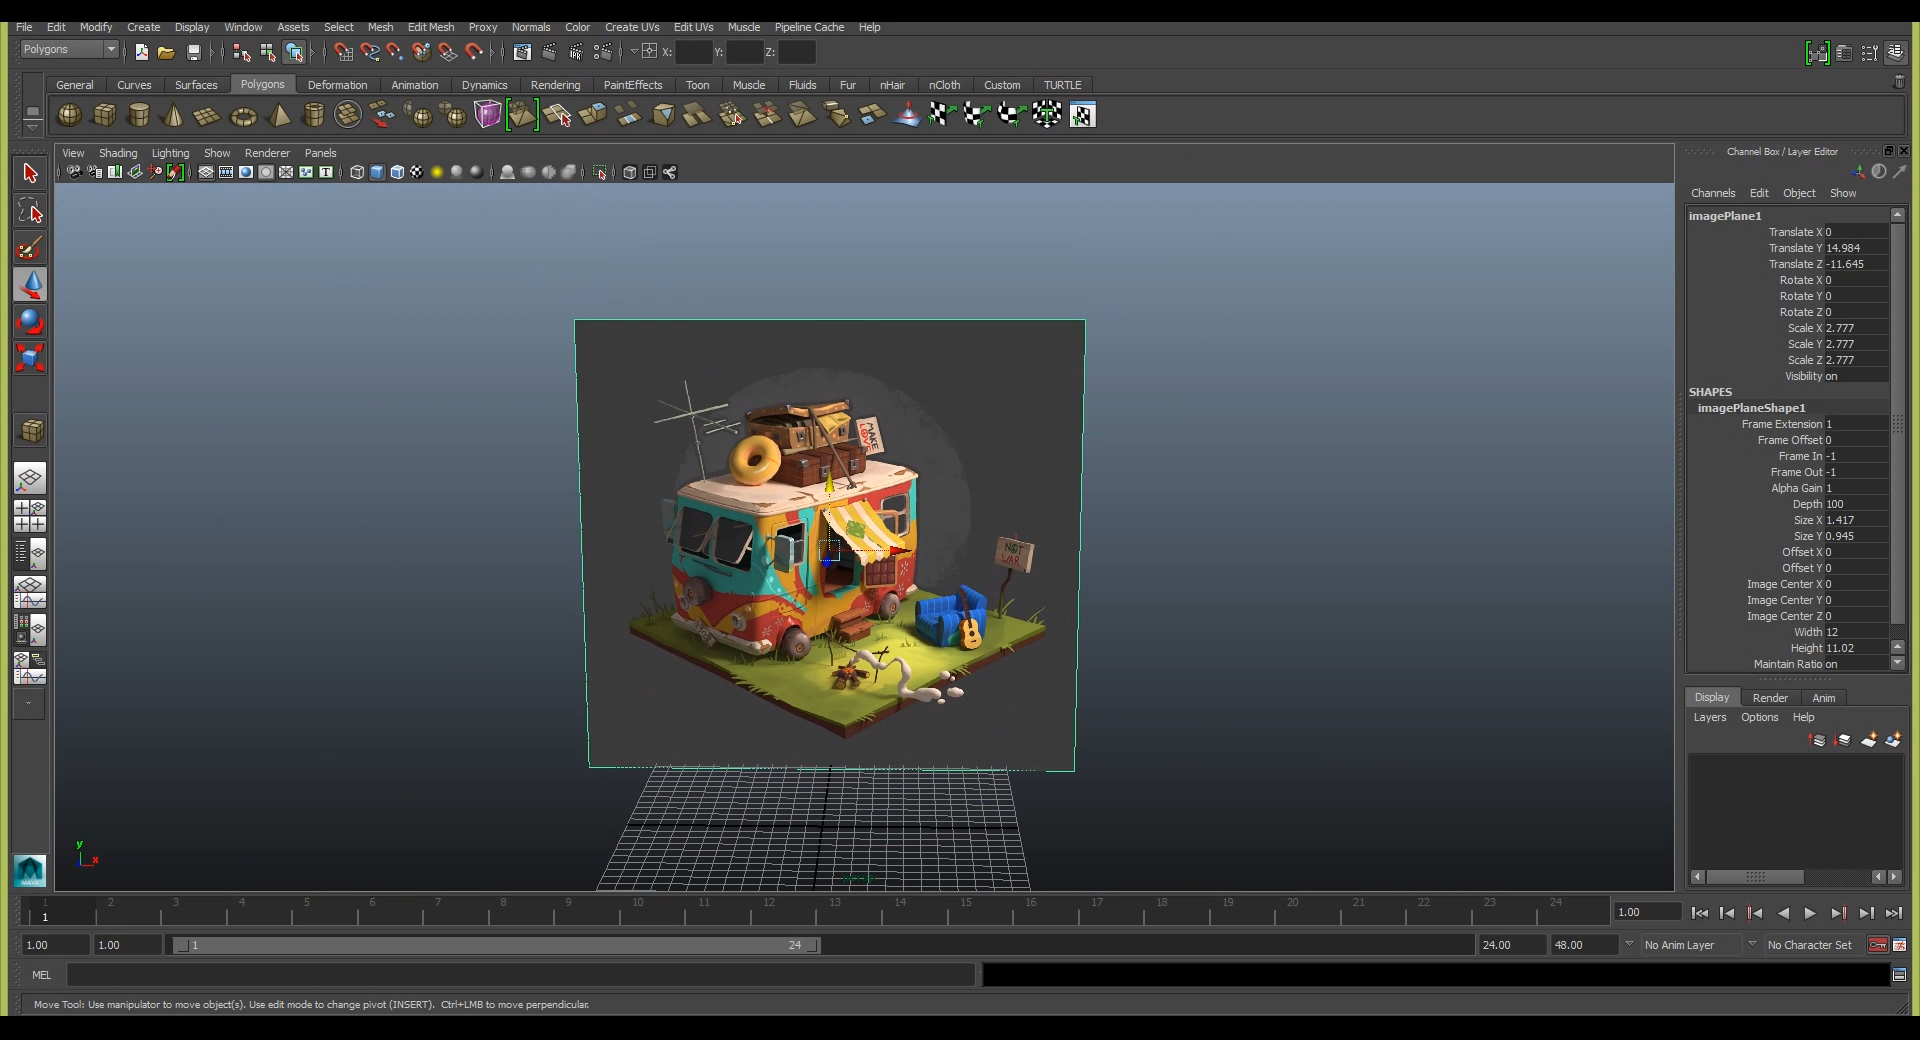 File Edit Modify Create Display Window Assets Select Mesh Edit Mesh Proxy Normals Color Create UVs Edit UVs Muscle Pipeline Cache Help
Polygons X: Y: Z:
General Curves Surfaces Polygons Deformation Animation Dynamics Rendering PaintEffects Toon Muscle Fluids Fur nHair nCloth Custom TURTLE
View Shading Lighting Show Renderer Panels
Channel Box / Layer Editor
Channels Edit Object Show
imagePlane1
Translate X 0
Translate Y 14.984
Translate Z -11.645
Rotate X 0
Rotate Y 0
Rotate Z 0
Scale X 2.777
Scale Y 2.777
Scale Z 2.777
Visibility on
SHAPES
imagePlaneShape1
Frame Extension 1
Frame Offset 0
Frame In -1
Frame Out -1
Alpha Gain 1
Depth 100
Size X 1.417
Size Y 0.945
Offset X 0
Offset Y 0
Image Center X 0
Image Center Y 0
Image Center Z 0
Width 12
Height 11.02
Maintain Ratio on
MAKE
LOVE
NOT
WAR
Display Render Anim
Layers Options Help
y
x
persp
MAYA
1 2 3 4 5 6 7 8 9 10 11 12 13 14 15 16 17 18 19 20 21 22 23 24
1
1.00
1.00 1.00 1 24 24.00 48.00 No Anim Layer No Character Set
MEL
Move Tool: Use manipulator to move object(s). Use edit mode to change pivot (INSERT). Ctrl+LMB to move perpendicular.